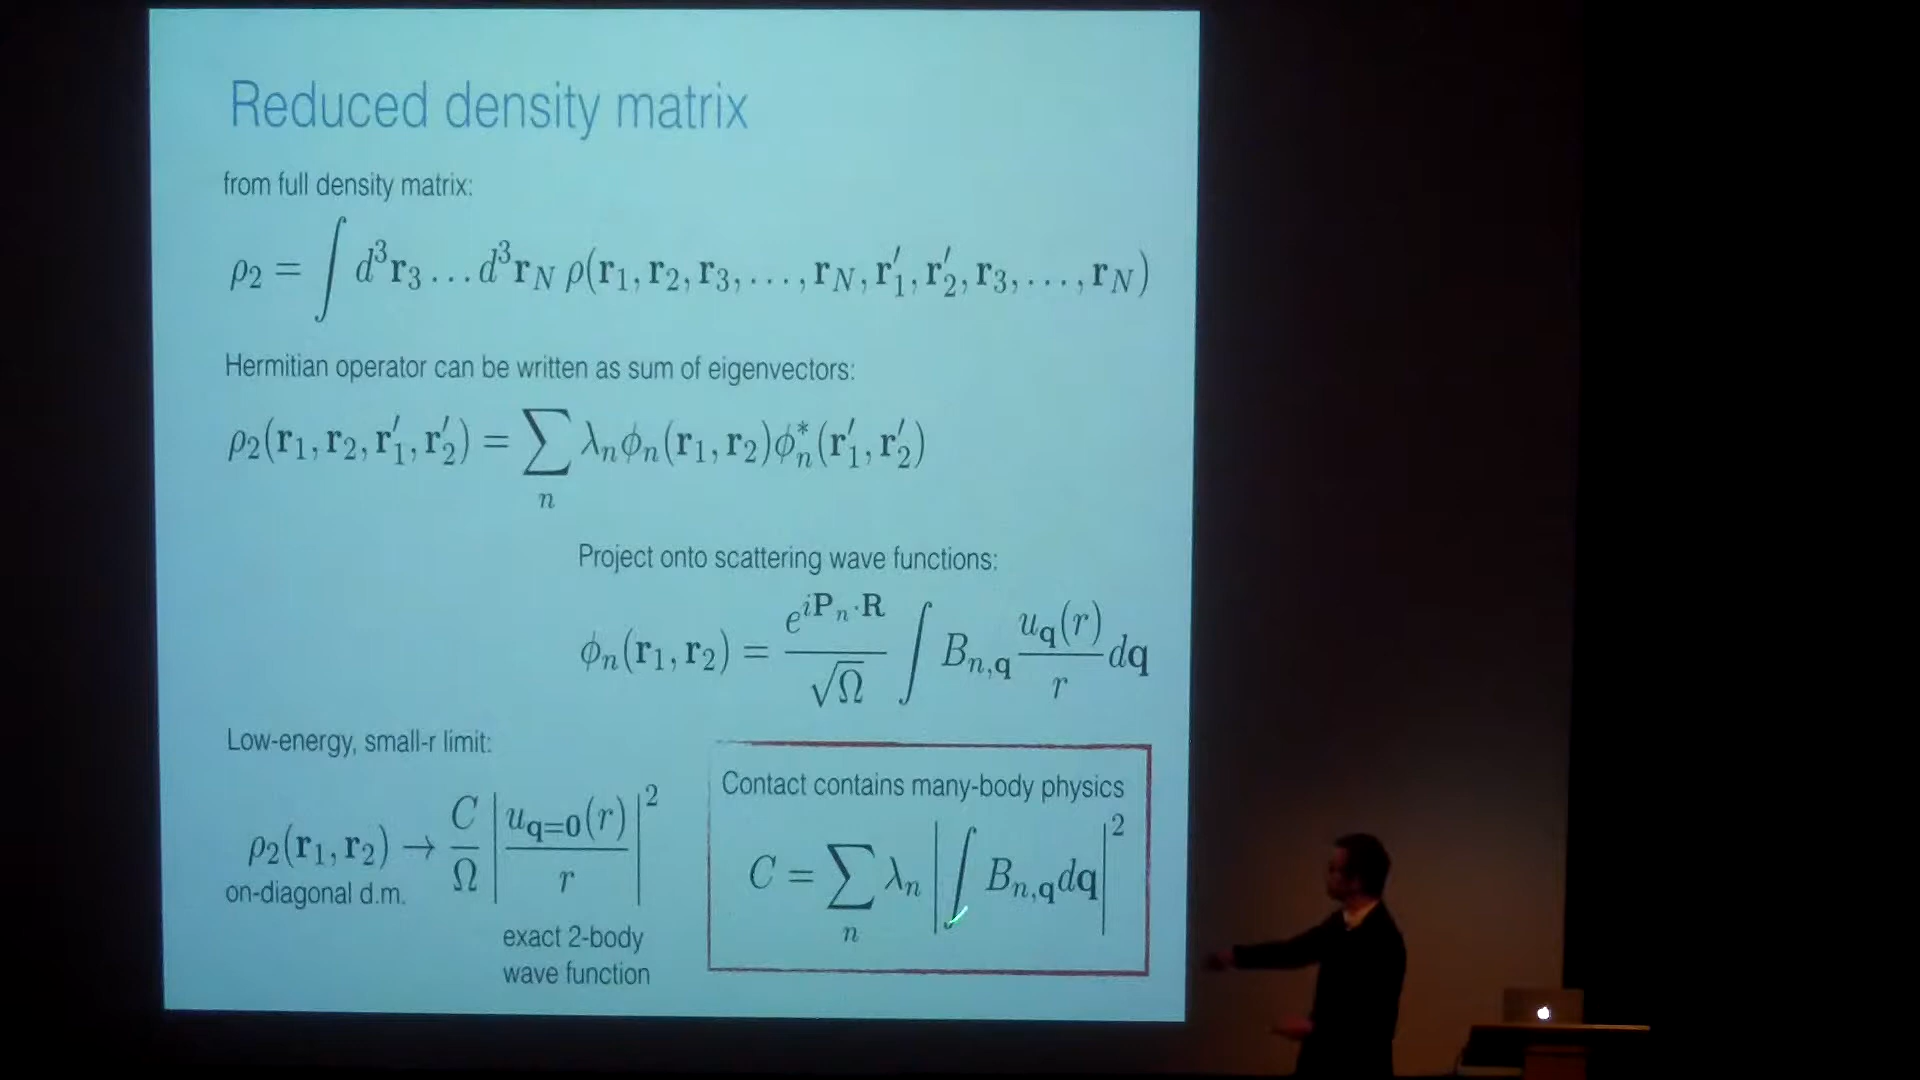 Reduced density matrix
from full density matrix:
ρ₂ = ∫ d³r₃ … d³r_N ρ(r₁, r₂, r₃, …, r_N, r′₁, r′₂, r₃, …, r_N)
Hermitian operator can be written as sum of eigenvectors:
ρ₂(r₁, r₂, r′₁, r′₂) = ∑_n λ_n ϕ_n(r₁, r₂) ϕ*_n(r′₁, r′₂)
Project onto scattering wave functions:
ϕ_n(r₁, r₂) = e^{iP_n·R} / √Ω ∫ B_{n,q} u_q(r) / r dq
Low-energy, small-r limit:
ρ₂(r₁, r₂) → C/Ω |u_{q=0}(r) / r|²
on-diagonal d.m.
exact 2-body
wave function
Contact contains many-body physics
C = ∑_n λ_n |∫ B_{n,q} dq|²